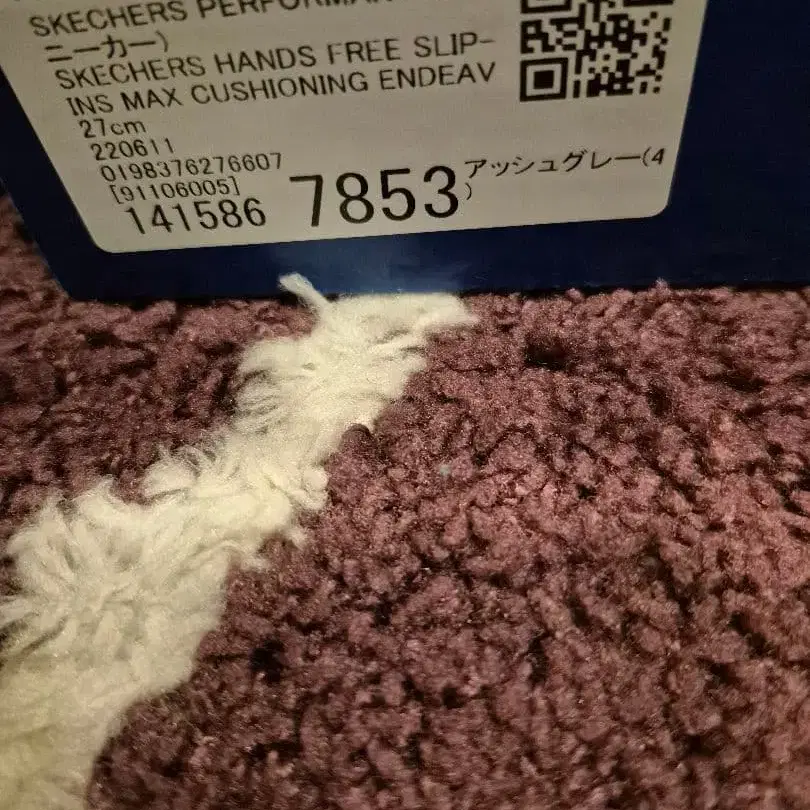 SKECHERS
ニーカー)
SKECHERS HANDS FREE SLIP-
INS MAX CUSHIONING ENDEAV
27cm
220611
0198376276607
[91106005]
141586 7853 アッシュグレー(4
)